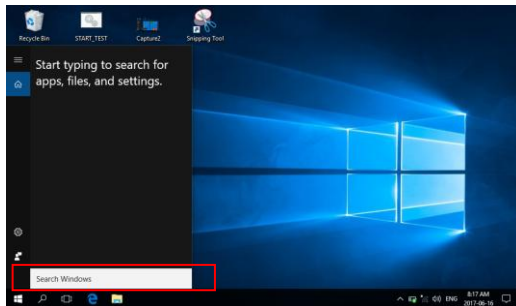 Recycle Bin
START_TEST
Capture2
Snipping Tool
Start typing to search for
apps, files, and settings.
Search Windows
ENG
8:17 AM
2017-06-16